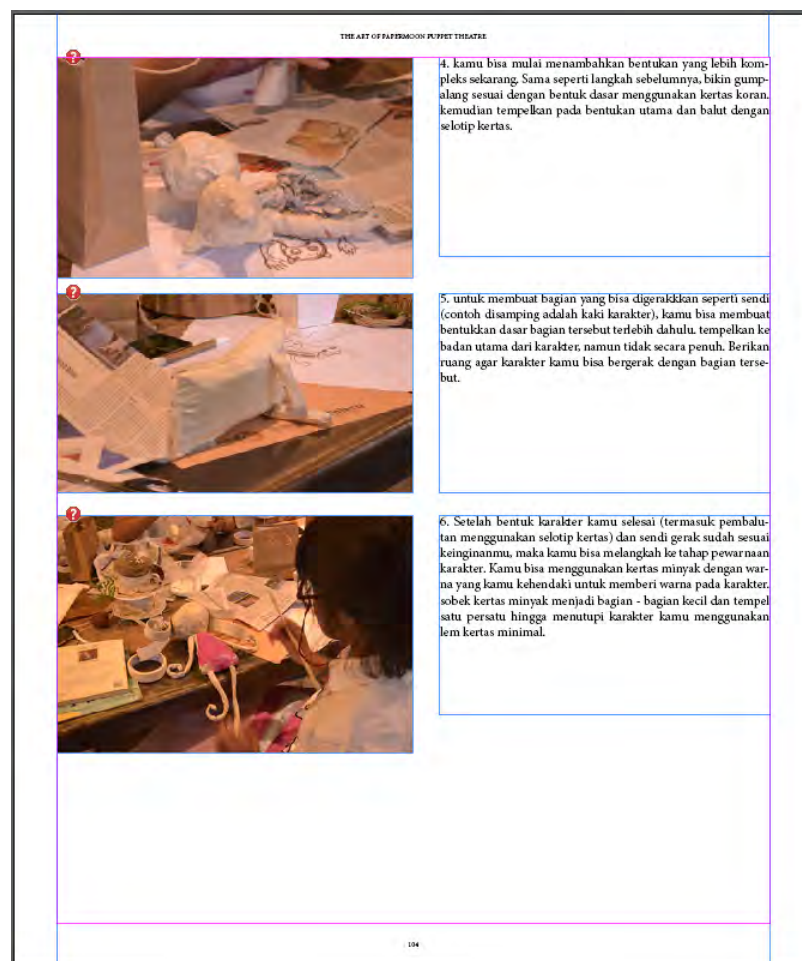 THE ART OF PAPERMOON PUPPET THEATRE
4. kamu bisa mulai menambahkan bentukan yang lebih kom-
pleks sekarang. Sama seperti langkah sebelumnya, bikin gump-
alang sesuai dengan bentuk dasar menggunakan kertas koran.
kemudian tempelkan pada bentukan utama dan balut dengan
selotip kertas.
5. untuk membuat bagian yang bisa digerakkkan seperti sendi
(contoh disamping adalah kaki karakter), kamu bisa membuat
bentukkan dasar bagian tersebut terlebih dahulu. tempelkan ke
badan utama dari karakter, namun tidak secara penuh. Berikan
ruang agar karakter kamu bisa bergerak dengan bagian terse-
but.
6. Setelah bentuk karakter kamu selesai (termasuk pembalu-
tan menggunakan selotip kertas) dan sendi gerak sudah sesuai
keinginanmu, maka kamu bisa melangkah ke tahap pewarnaan
karakter. Kamu bisa menggunakan kertas minyak dengan war-
na yang kamu kehendaki untuk memberi warna pada karakter.
sobek kertas minyak menjadi bagian - bagian kecil dan tempel
satu persatu hingga menutupi karakter kamu menggunakan
lem kertas minimal.
104